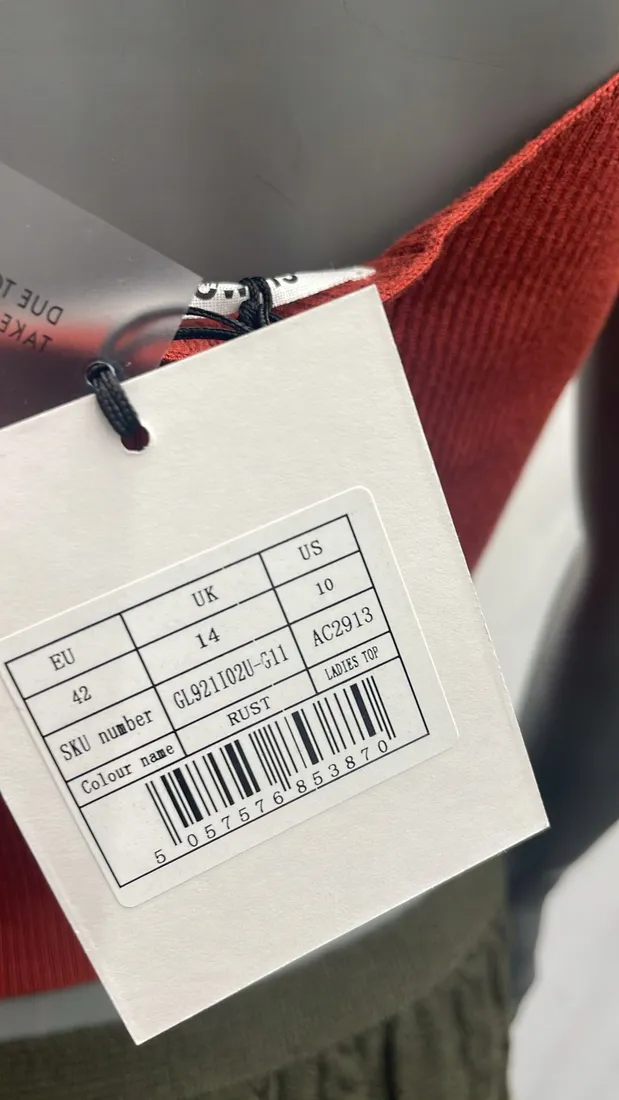 DUE TO
TAKE
EU UK US
42 14 10
SKU number GL921I02U-G11 AC2913
Colour name RUST LADIES TOP
5 057576 853870